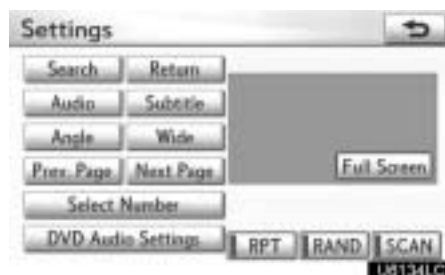 Settings
Search Return
Audio Subtitle
Angle Wide
Prev. Page Next Page
Full Screen
Select Number
DVD Audio Settings
RPT RAND SCAN